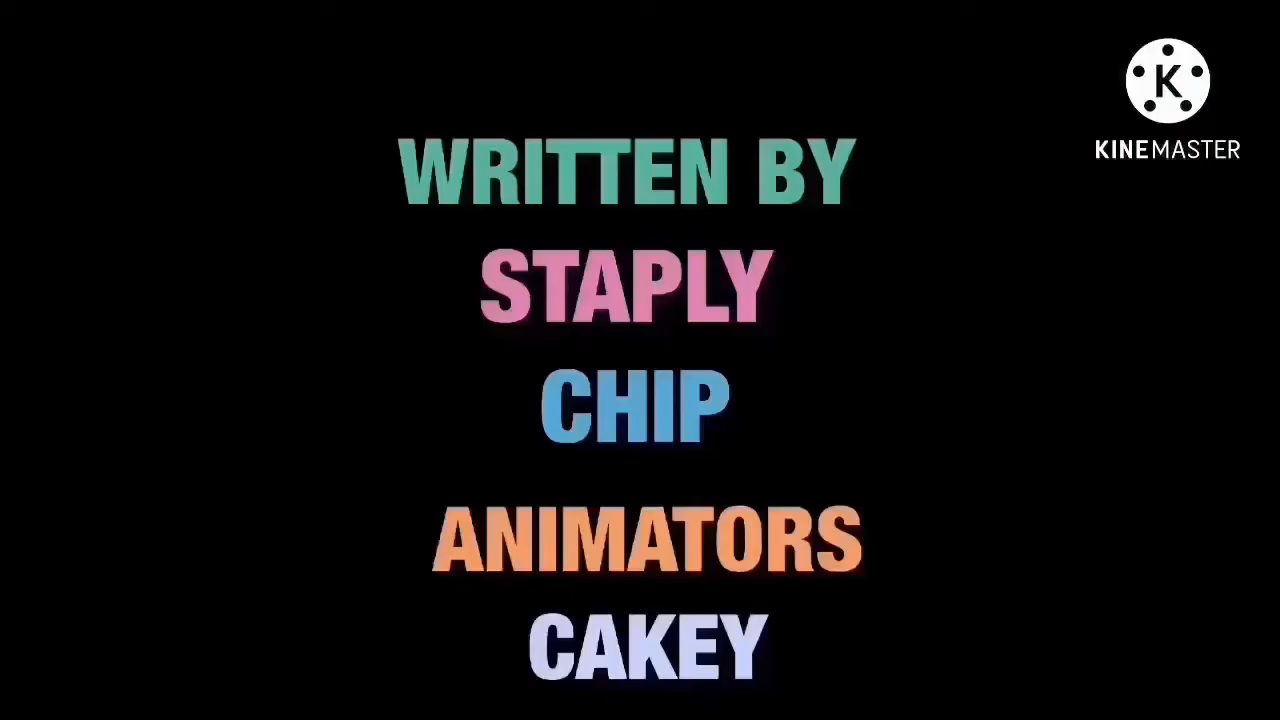 K
KINEMASTER
WRITTEN BY
STAPLY
CHIP
ANIMATORS
CAKEY